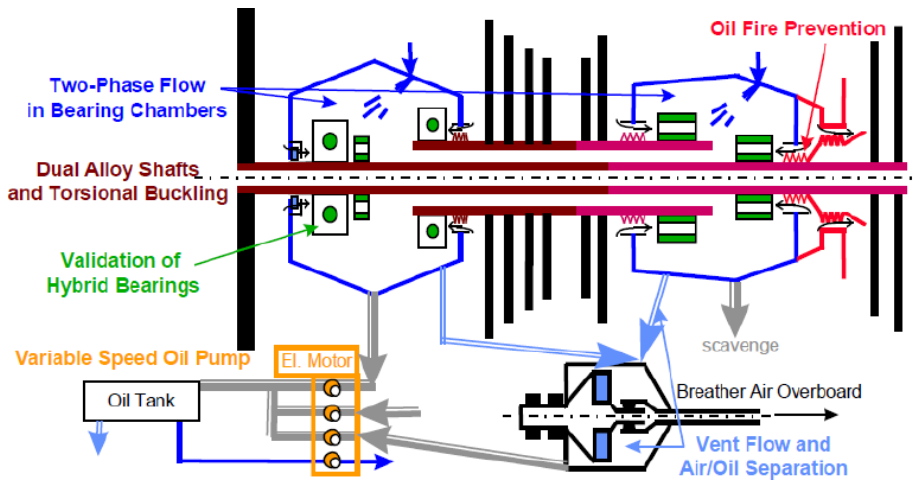 Oil Fire Prevention
Two-Phase Flow
in Bearing Chambers
Dual Alloy Shafts
and Torsional Buckling
Validation of
Hybrid Bearings
Variable Speed Oil Pump
El. Motor
scavenge
Oil Tank
Breather Air Overboard
Vent Flow and
Air/Oil Separation